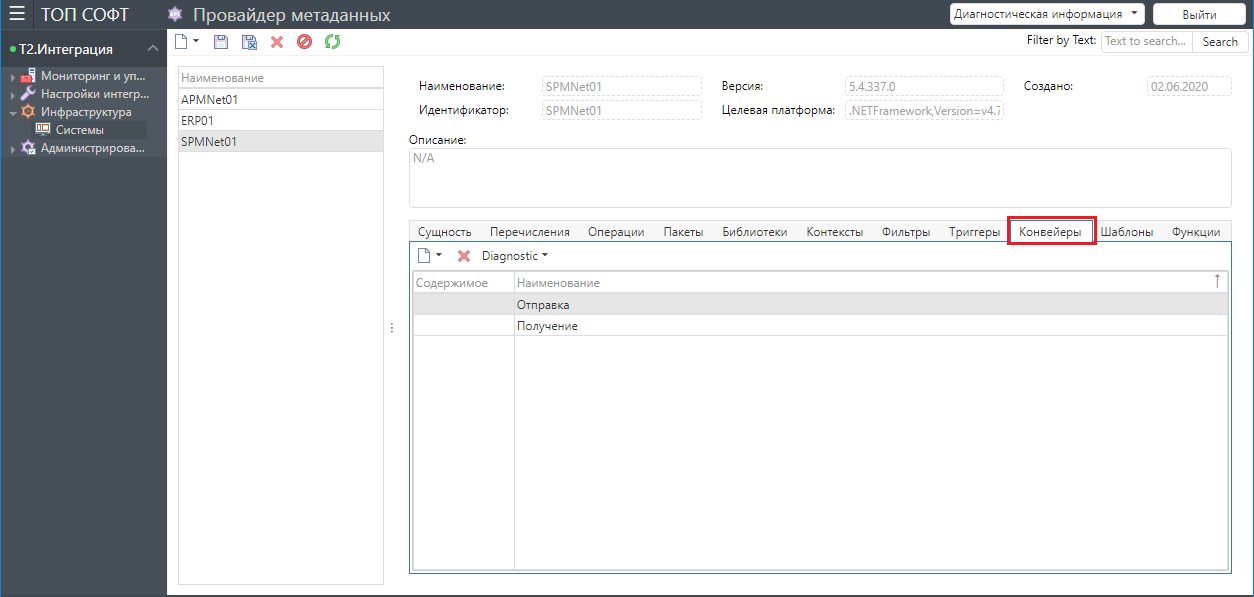 ТОП СОФТ
Провайдер метаданных
Диагностическая информация
Выйти
Т2.Интеграция
Filter by Text:
Text to search...
Search
Мониторинг и уп...
Настройки интегр...
Инфраструктура
Системы
Администрирова...
Наименование
APMNet01
ERP01
SPMNet01
Наименование:
SPMNet01
Версия:
5.4.337.0
Создано:
02.06.2020
Идентификатор:
SPMNet01
Целевая платформа:
.NETFramework,Version=v4.7
Описание:
N/A
Сущность
Перечисления
Операции
Пакеты
Библиотеки
Контексты
Фильтры
Триггеры
Конвейеры
Шаблоны
Функции
Diagnostic
Содержимое
Наименование
Отправка
Получение